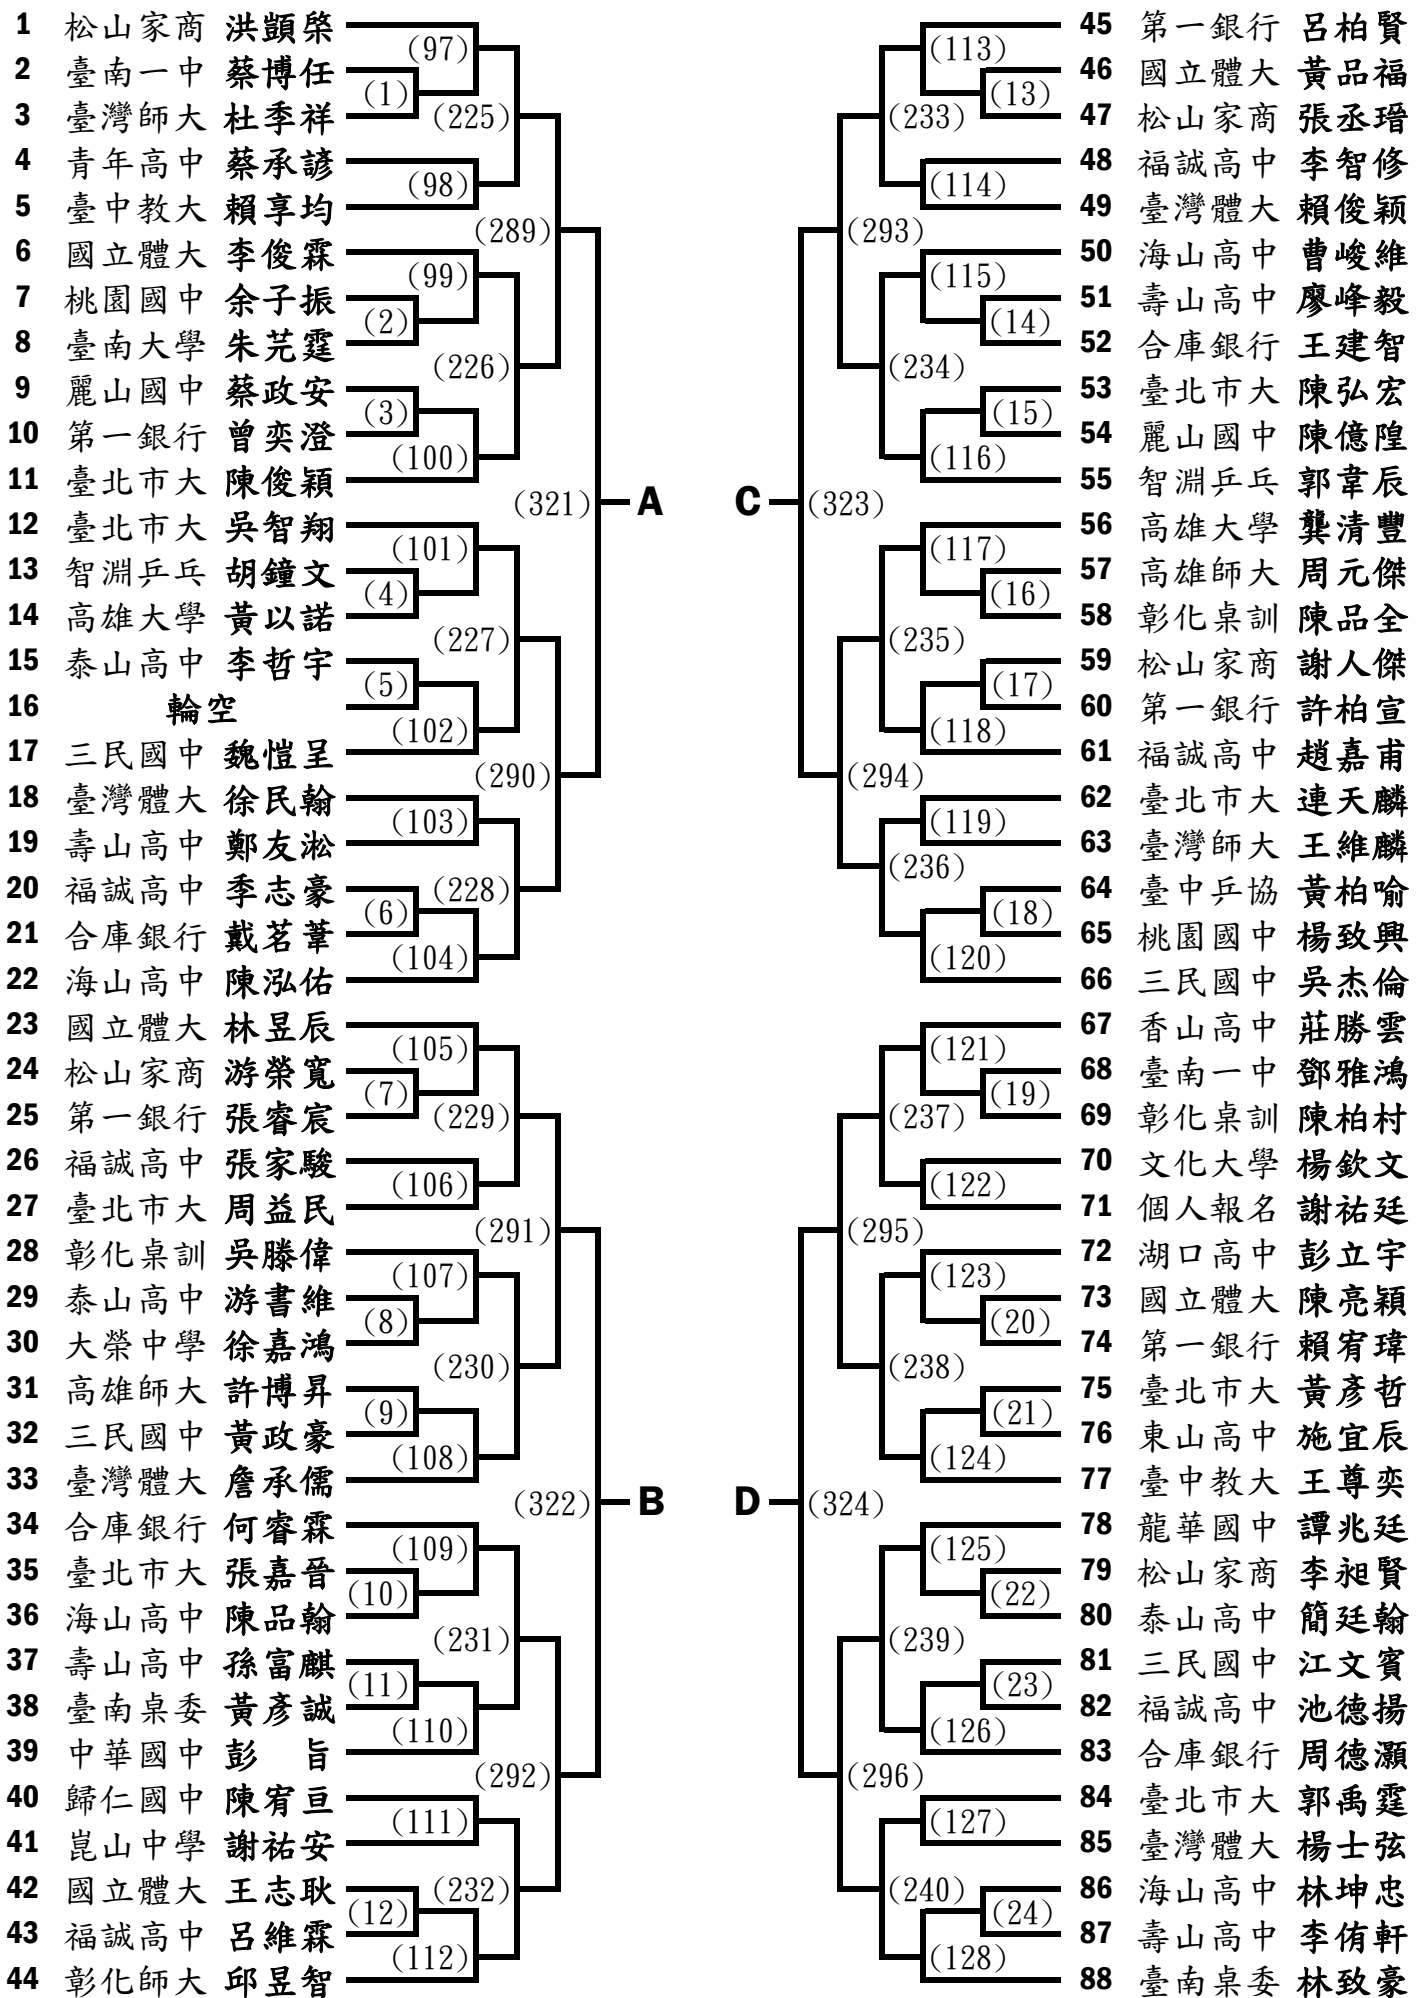 1 松山家商 洪顗棨
2 臺南一中 蔡博任
3 臺灣師大 杜季祥
4 青年高中 蔡承諺
5 臺中教大 賴享均
6 國立體大 李俊霖
7 桃園國中 余子振
8 臺南大學 朱芫霆
9 麗山國中 蔡政安
10 第一銀行 曾奕澄
11 臺北市大 陳俊穎
12 臺北市大 吳智翔
13 智淵乒乓 胡鐘文
14 高雄大學 黃以諾
15 泰山高中 李哲宇
16 輪空
17 三民國中 魏愷呈
18 臺灣體大 徐民翰
19 壽山高中 鄭友淞
20 福誠高中 季志豪
21 合庫銀行 戴茗葦
22 海山高中 陳泓佑
23 國立體大 林昱辰
24 松山家商 游榮寬
25 第一銀行 張睿宸
26 福誠高中 張家駿
27 臺北市大 周益民
28 彰化桌訓 吳滕偉
29 泰山高中 游書維
30 大榮中學 徐嘉鴻
31 高雄師大 許博昇
32 三民國中 黃政豪
33 臺灣體大 詹承儒
34 合庫銀行 何睿霖
35 臺北市大 張嘉晉
36 海山高中 陳品翰
37 壽山高中 孫富麒
38 臺南桌委 黃彥誠
39 中華國中 彭 旨
40 歸仁國中 陳宥亘
41 崑山中學 謝祐安
42 國立體大 王志耿
43 福誠高中 呂維霖
44 彰化師大 邱昱智
(97)
(1)
(225)
(98)
(289)
(99)
(2)
(226)
(3)
(100)
(321)
A
(101)
(4)
(227)
(5)
(102)
(290)
(103)
(228)
(6)
(104)
(105)
(7)
(229)
(106)
(291)
(107)
(8)
(230)
(9)
(108)
(322)
B
(109)
(10)
(231)
(11)
(110)
(292)
(111)
(232)
(12)
(112)
(113)
(13)
(233)
(114)
(293)
(115)
(14)
(234)
(15)
(116)
C
(323)
(117)
(16)
(235)
(17)
(118)
(294)
(119)
(236)
(18)
(120)
(121)
(19)
(237)
(122)
(295)
(123)
(20)
(238)
(21)
(124)
D
(324)
(125)
(22)
(239)
(23)
(126)
(296)
(127)
(240)
(24)
(128)
45 第一銀行 呂柏賢
46 國立體大 黃品福
47 松山家商 張丞瑨
48 福誠高中 李智修
49 臺灣體大 賴俊颖
50 海山高中 曹峻維
51 壽山高中 廖峰毅
52 合庫銀行 王建智
53 臺北市大 陳弘宏
54 麗山國中 陳億隍
55 智淵乒乓 郭韋辰
56 高雄大學 龔清豐
57 高雄師大 周元傑
58 彰化桌訓 陳品全
59 松山家商 謝人傑
60 第一銀行 許柏宣
61 福誠高中 趙嘉甫
62 臺北市大 連天麟
63 臺灣師大 王維麟
64 臺中乒協 黃柏喻
65 桃園國中 楊致興
66 三民國中 吳杰倫
67 香山高中 莊勝雲
68 臺南一中 鄧雅鴻
69 彰化桌訓 陳柏村
70 文化大學 楊欽文
71 個人報名 謝祐廷
72 湖口高中 彭立宇
73 國立體大 陳亮穎
74 第一銀行 賴宥瑋
75 臺北市大 黃彥哲
76 東山高中 施宜辰
77 臺中教大 王尊奕
78 龍華國中 譚兆廷
79 松山家商 李昶賢
80 泰山高中 簡廷翰
81 三民國中 江文賓
82 福誠高中 池德揚
83 合庫銀行 周德灝
84 臺北市大 郭禹霆
85 臺灣體大 楊士弦
86 海山高中 林坤忠
87 壽山高中 李侑軒
88 臺南桌委 林致豪